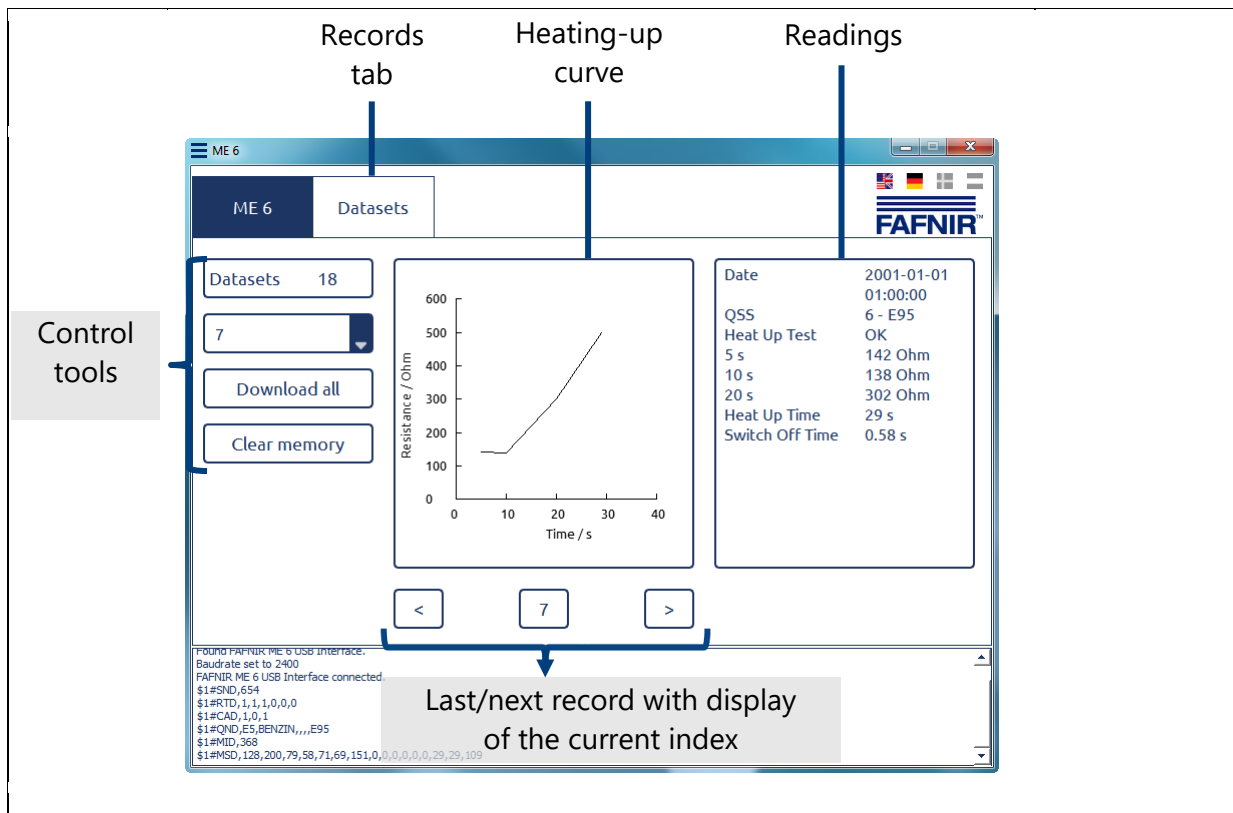 Records
tab
Heating-up
curve
Readings
ME 6
ME 6
Datasets
FAFNIR™
Control
tools
Datasets 18
7
Download all
Clear memory
600
500
400
300
200
100
0
Resistance / Ohm
0 10 20 30 40
Time / s
Date 2001-01-01
01:00:00
QSS 6 - E95
Heat Up Test OK
5 s 142 Ohm
10 s 138 Ohm
20 s 302 Ohm
Heat Up Time 29 s
Switch Off Time 0.58 s
< 7 >
Found FAFNIR ME 6 USB Interface.
Baudrate set to 2400
FAFNIR ME 6 USB Interface connected.
$1#SND,654
$1#RTD,1,1,1,0,0,0
$1#CAD,1,0,1
$1#QND,E5,BENZIN,,,,E95
$1#MID,368
$1#MSD,128,200,79,58,71,69,151,0,0,0,0,0,0,29,29,109
Last/next record with display
of the current index